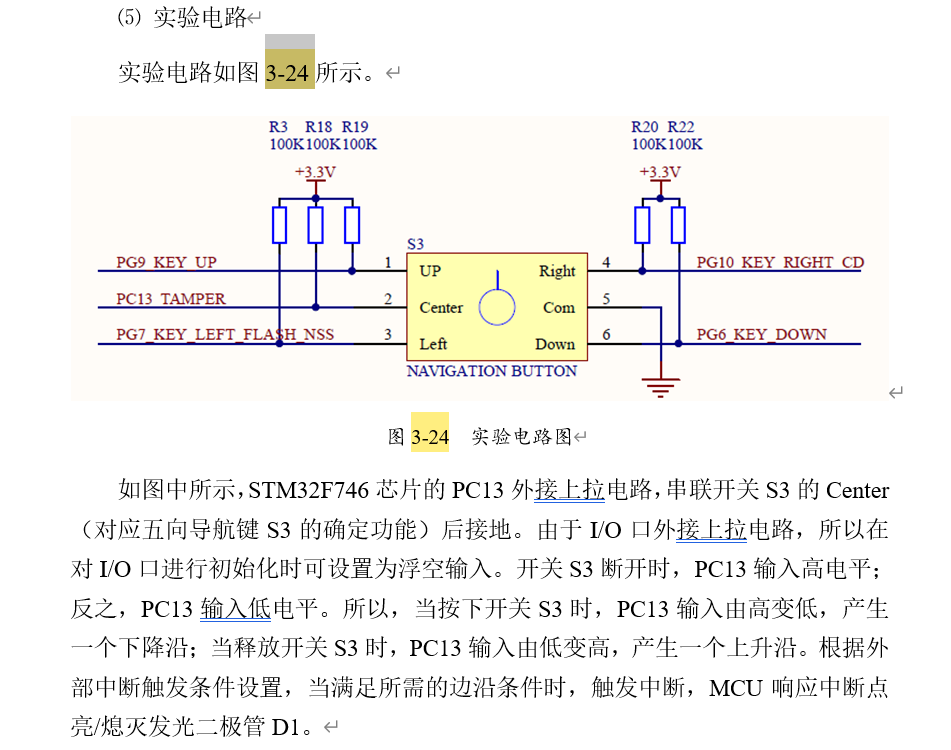 ⑸ 实验电路
实验电路如图 3-24 所示。
R3 R18 R19
100K100K100K
+3.3V
R20 R22
100K100K
+3.3V
S3
PG9_KEY_UP
1
UP
Right
4
PG10_KEY_RIGHT_CD
PC13_TAMPER
2
Center
Com
5
PG7_KEY_LEFT_FLASH_NSS
3
Left
Down
6
PG6_KEY_DOWN
NAVIGATION BUTTON
图 3-24 实验电路图
如图中所示，STM32F746 芯片的 PC13 外接上拉电路，串联开关 S3 的 Center
（对应五向导航键 S3 的确定功能）后接地。由于 I/O 口外接上拉电路，所以在
对 I/O 口进行初始化时可设置为浮空输入。开关 S3 断开时，PC13 输入高电平；
反之，PC13 输入低电平。所以，当按下开关 S3 时，PC13 输入由高变低，产生
一个下降沿；当释放开关 S3 时，PC13 输入由低变高，产生一个上升沿。根据外
部中断触发条件设置，当满足所需的边沿条件时，触发中断，MCU 响应中断点
亮/熄灭发光二极管 D1。